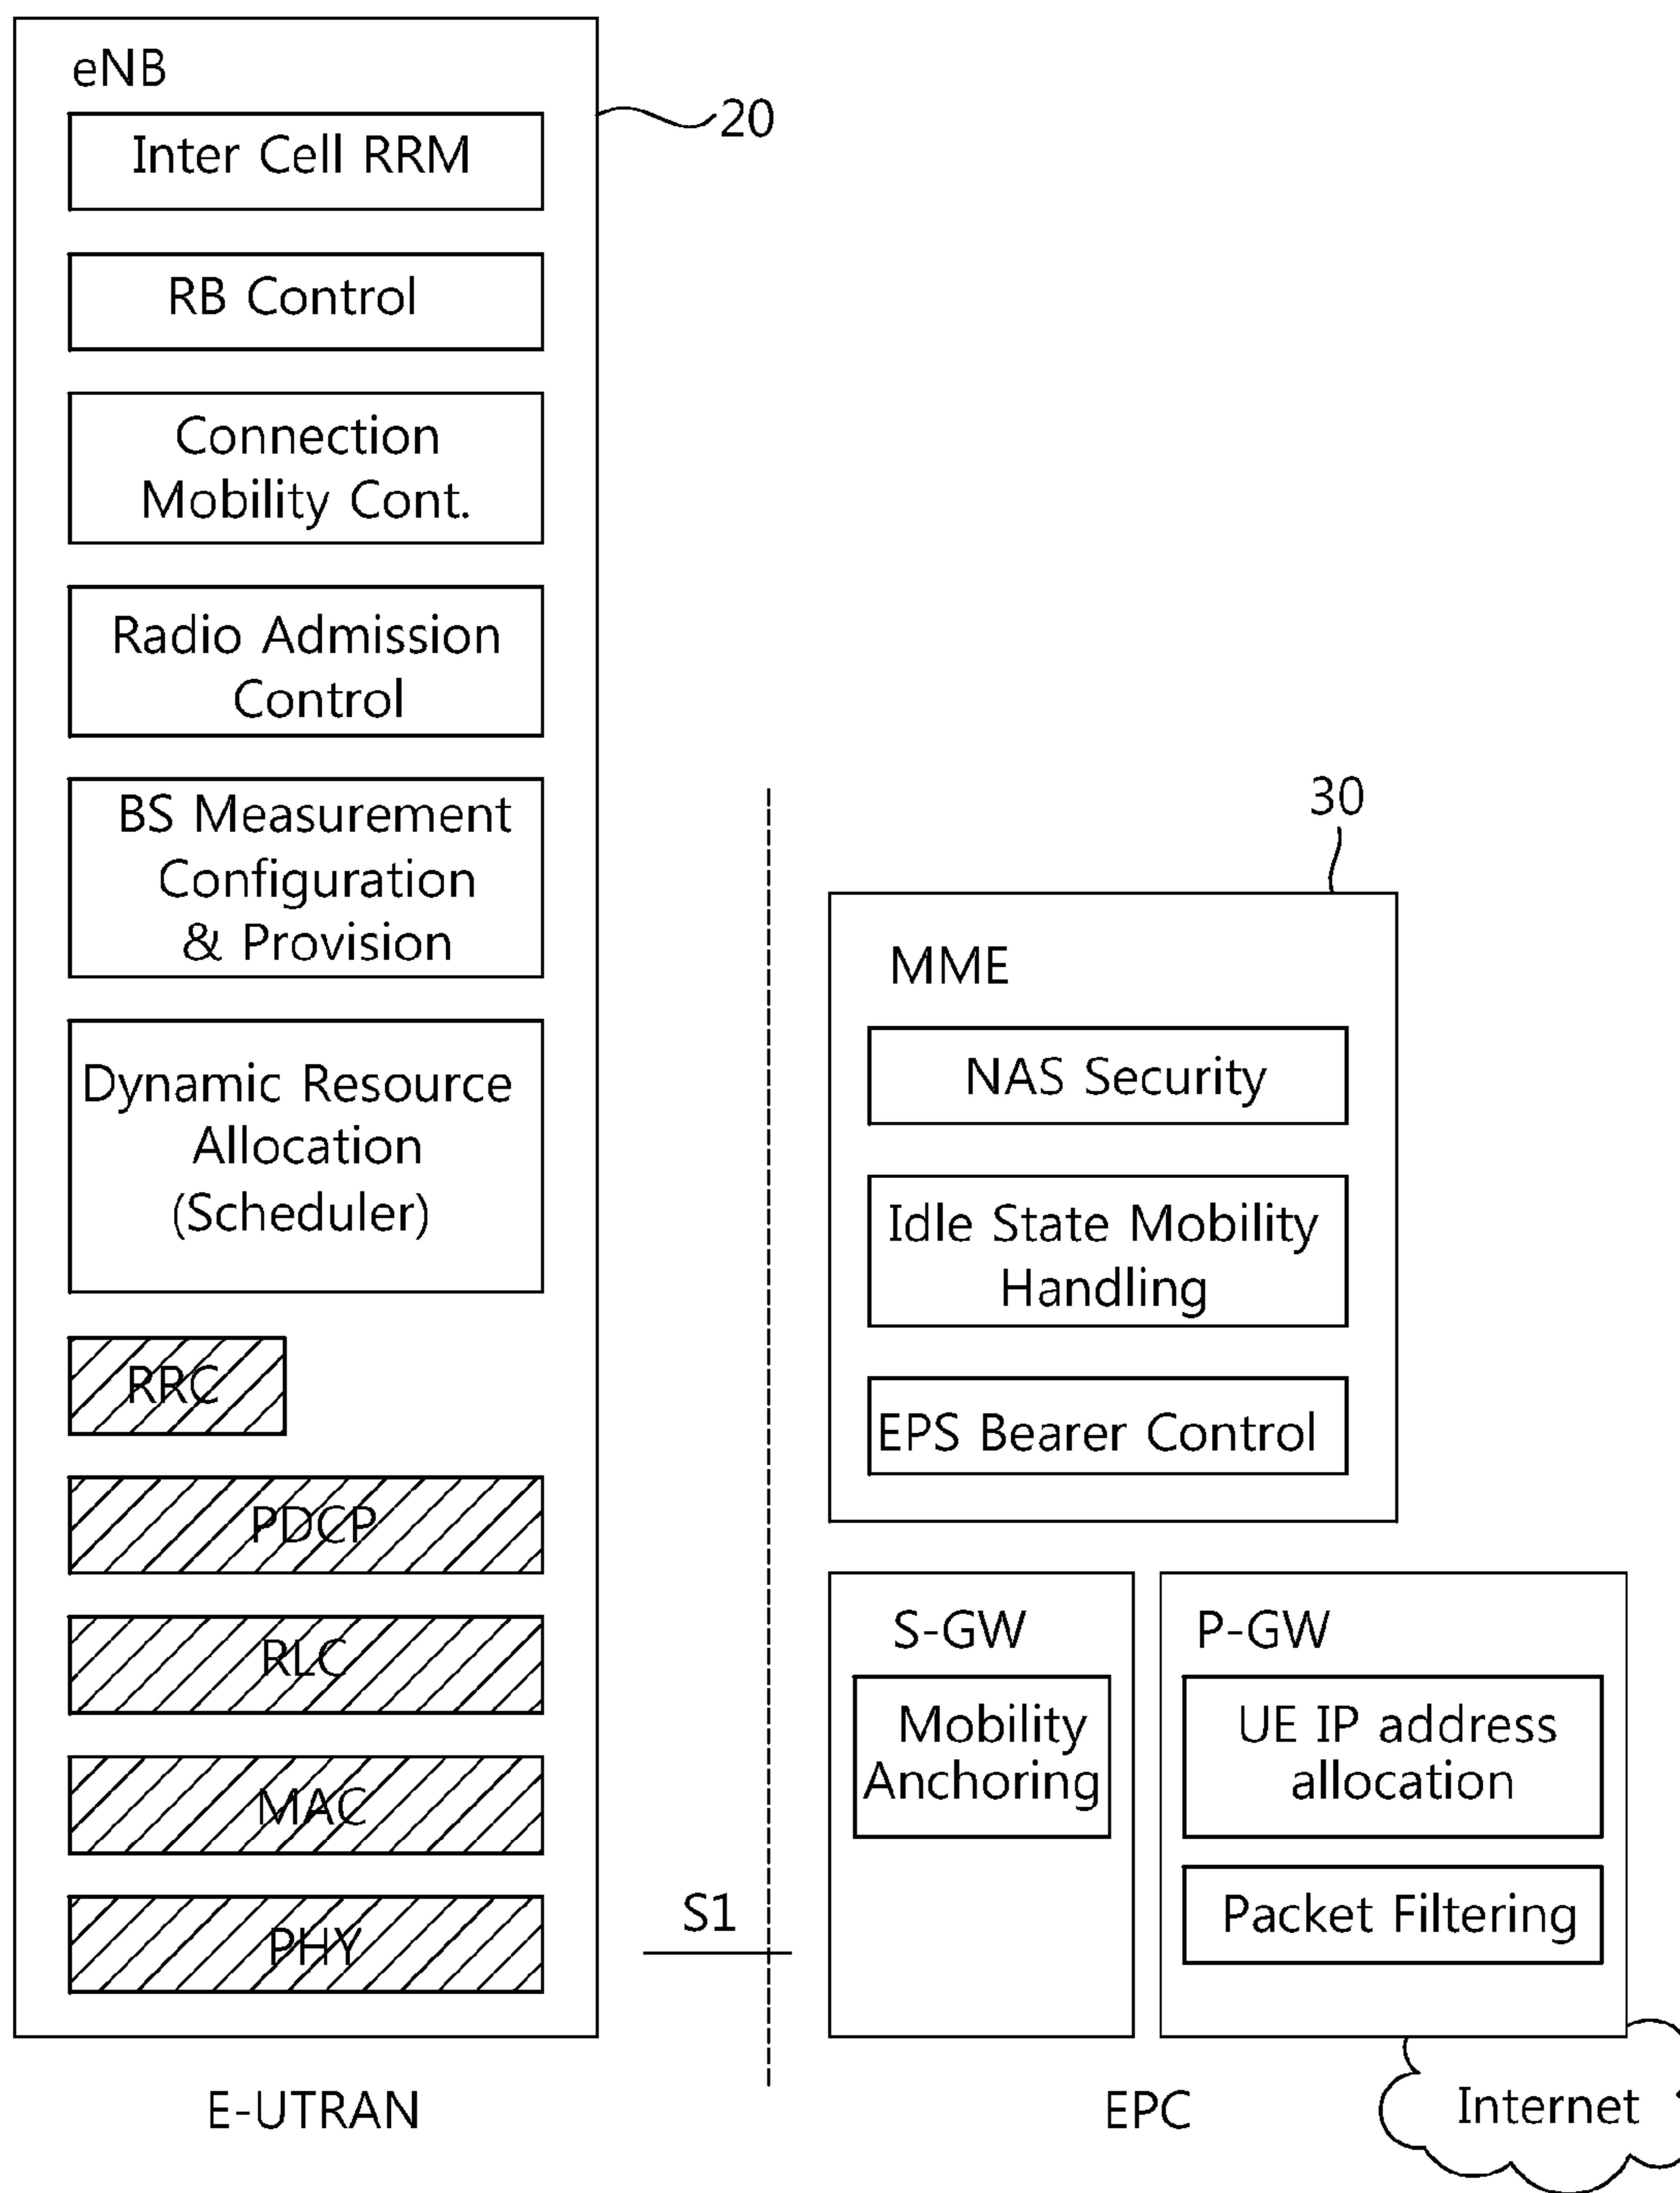 eNB
20
Inter Cell RRM
RB Control
Connection
Mobility Cont.
Radio Admission
Control
BS Measurement
Configuration
& Provision
Dynamic Resource
Allocation
(Scheduler)
RRC
PDCP
RLC
MAC
PHY
E-UTRAN
S1
30
MME
NAS Security
Idle State Mobility
Handling
EPS Bearer Control
S-GW
Mobility
Anchoring
P-GW
UE IP address
allocation
Packet Filtering
EPC
Internet